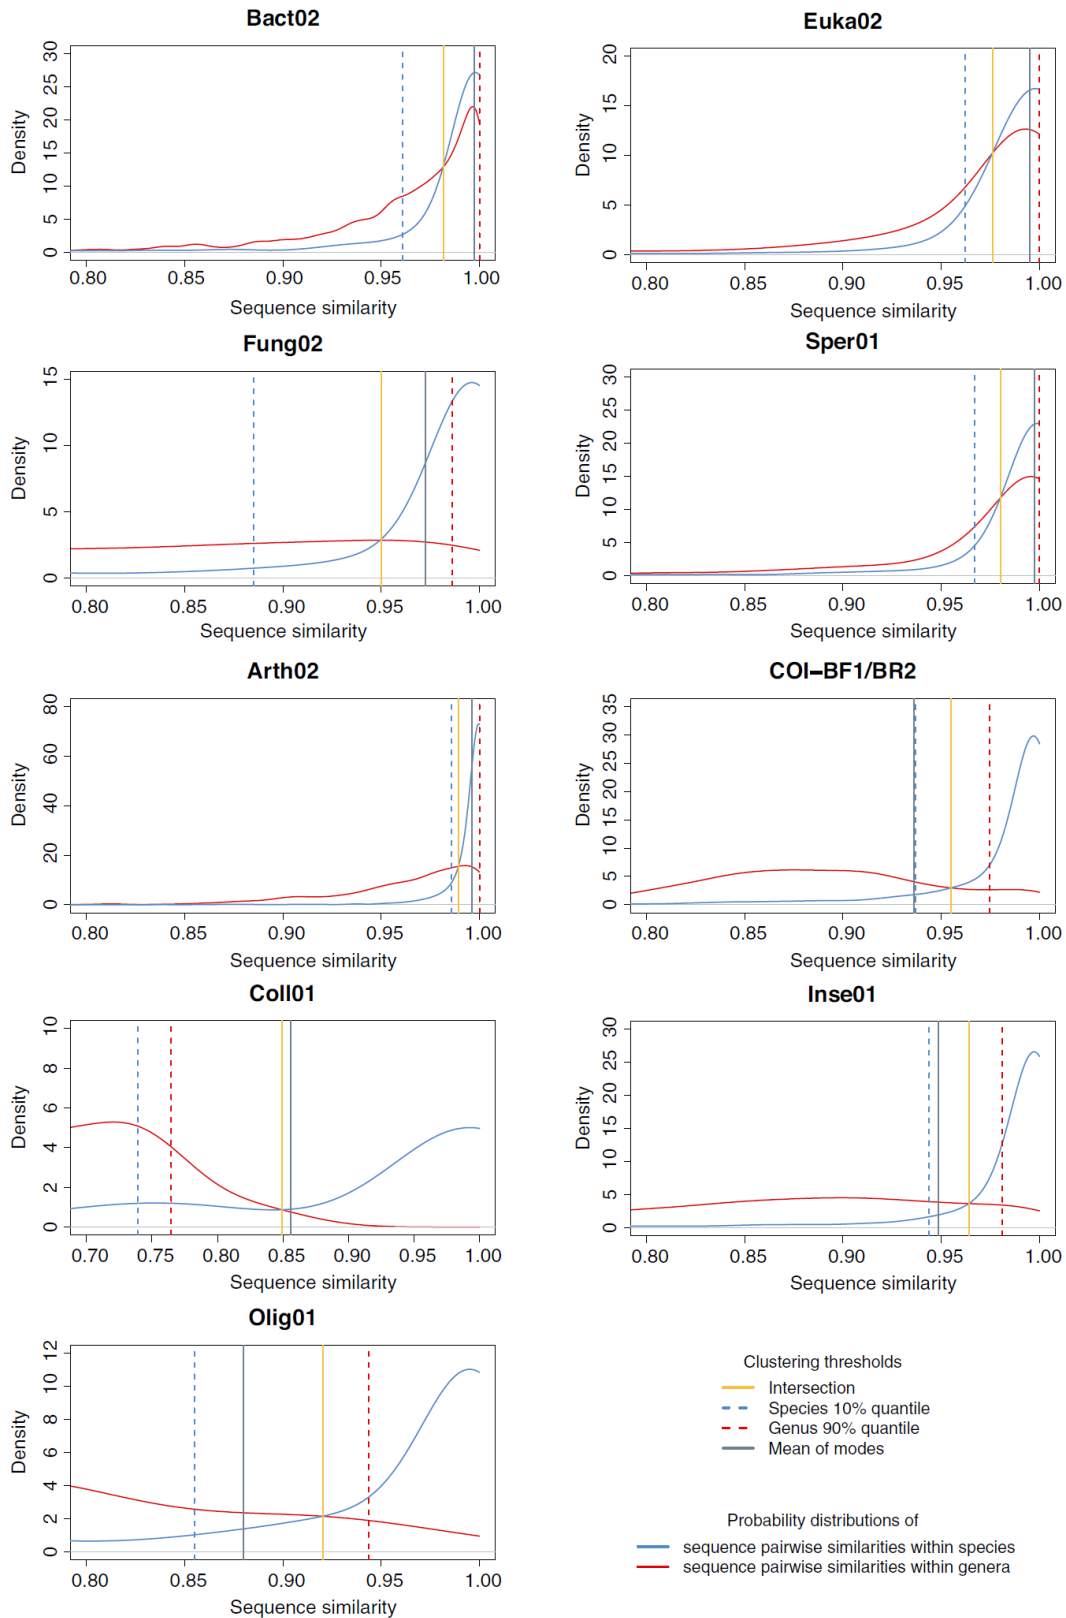 Bact02
Density
0 5 10 15 20 25 30
0.80 0.85 0.90 0.95 1.00
Sequence similarity
Euka02
Density
0 5 10 15 20
0.80 0.85 0.90 0.95 1.00
Sequence similarity
Fung02
Density
0 5 10 15
0.80 0.85 0.90 0.95 1.00
Sequence similarity
Sper01
Density
0 5 10 15 20 25 30
0.80 0.85 0.90 0.95 1.00
Sequence similarity
Arth02
Density
0 20 40 60 80
0.80 0.85 0.90 0.95 1.00
Sequence similarity
COI–BF1/BR2
Density
0 5 10 15 20 25 30 35
0.80 0.85 0.90 0.95 1.00
Sequence similarity
Coll01
Density
0 2 4 6 8 10
0.70 0.75 0.80 0.85 0.90 0.95 1.00
Sequence similarity
Inse01
Density
0 5 10 15 20 25 30
0.80 0.85 0.90 0.95 1.00
Sequence similarity
Olig01
Density
0 2 4 6 8 10 12
0.80 0.85 0.90 0.95 1.00
Sequence similarity
Clustering thresholds
Intersection
Species 10% quantile
Genus 90% quantile
Mean of modes
Probability distributions of
sequence pairwise similarities within species
sequence pairwise similarities within genera